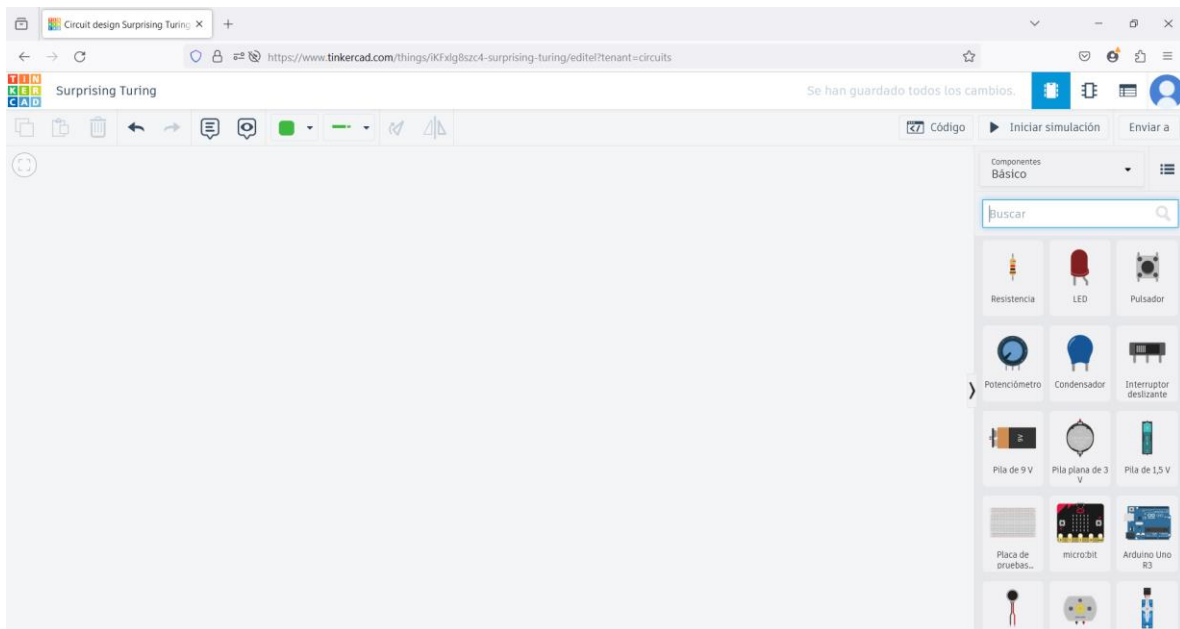 Circuit design Surprising Turing
https://www.tinkercad.com/things/iKFxlg8szc4-surprising-turing/editel?tenant=circuits
TIN
KER
CAD
Surprising Turing
Se han guardado todos los cambios.
Código
Iniciar simulación
Enviar a
Componentes
Básico
Buscar
Resistencia
LED
Pulsador
Potenciómetro
Condensador
Interruptor
deslizante
9V
Pila de 9 V
Pila plana de 3
V
Pila de 1,5 V
Placa de
pruebas...
micro:bit
Arduino Uno
R3